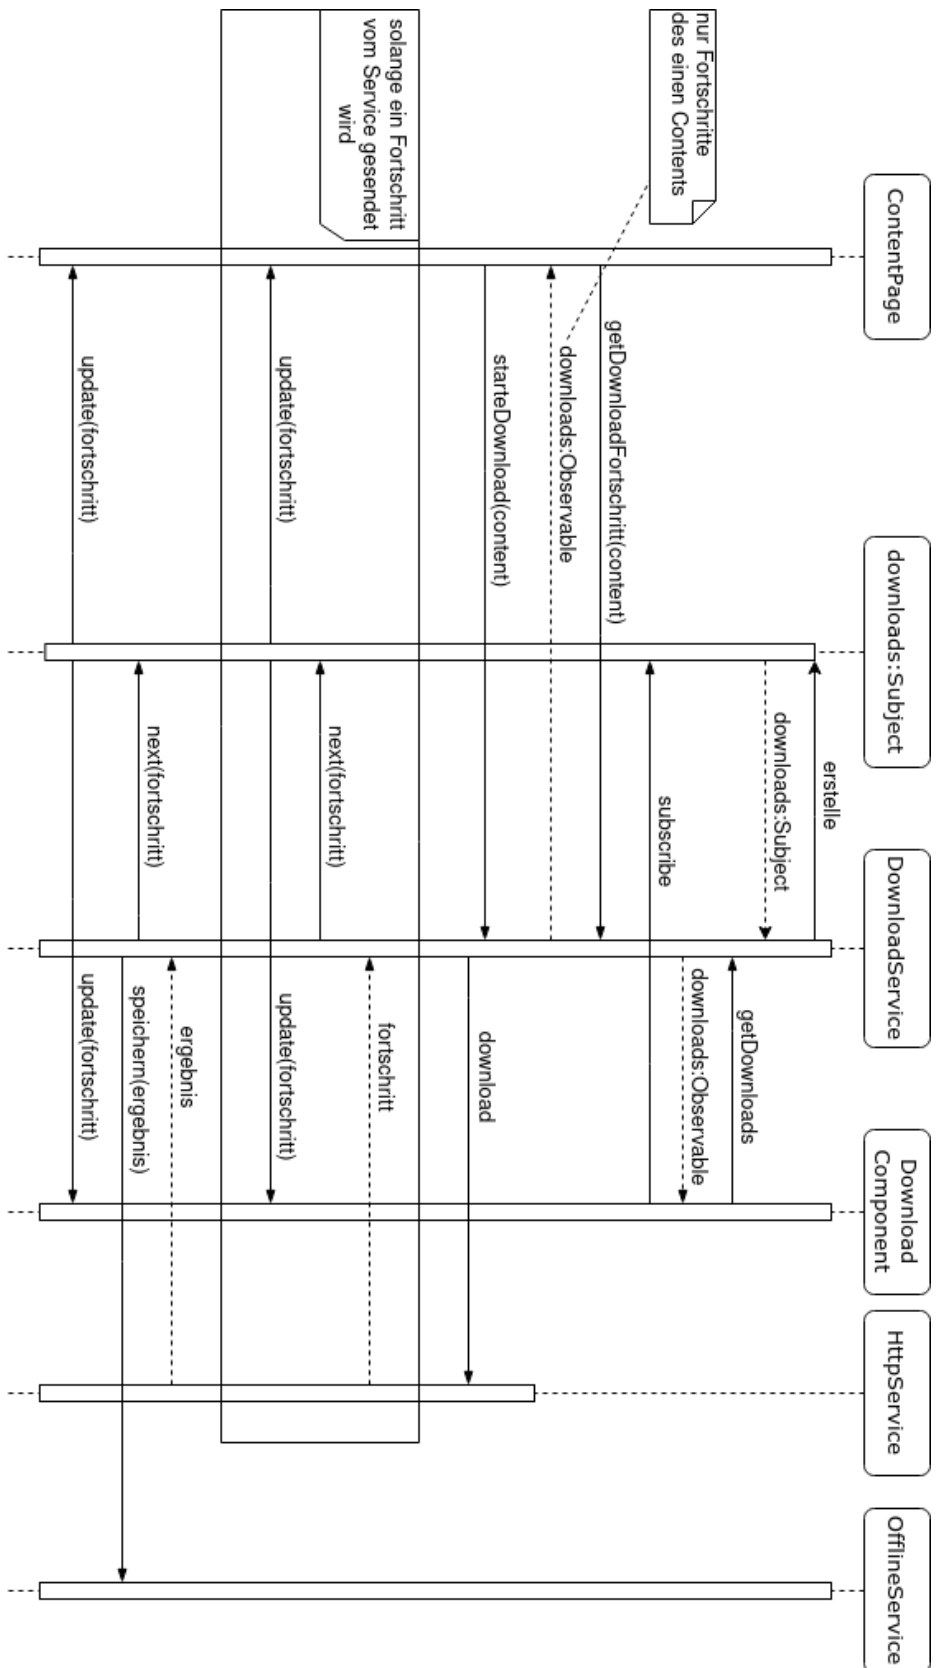 ContentPage
downloads::Subject
DownloadService
Download
Component
HttpService
OfflineService
erstelle
downloads:Subject
getDownloads
nur Fortschritte
des einen Contents
downloads:Observable
subscribe
getDownloadFortschritt(content)
downloads:Observable
starteDownload(content)
download
solange ein Fortschritt
vom Service gesendet
wird
fortschritt
next(fortschritt)
update(fortschritt)
update(fortschritt)
ergebnis
next(fortschritt)
speichern(ergebnis)
update(fortschritt)
update(fortschritt)